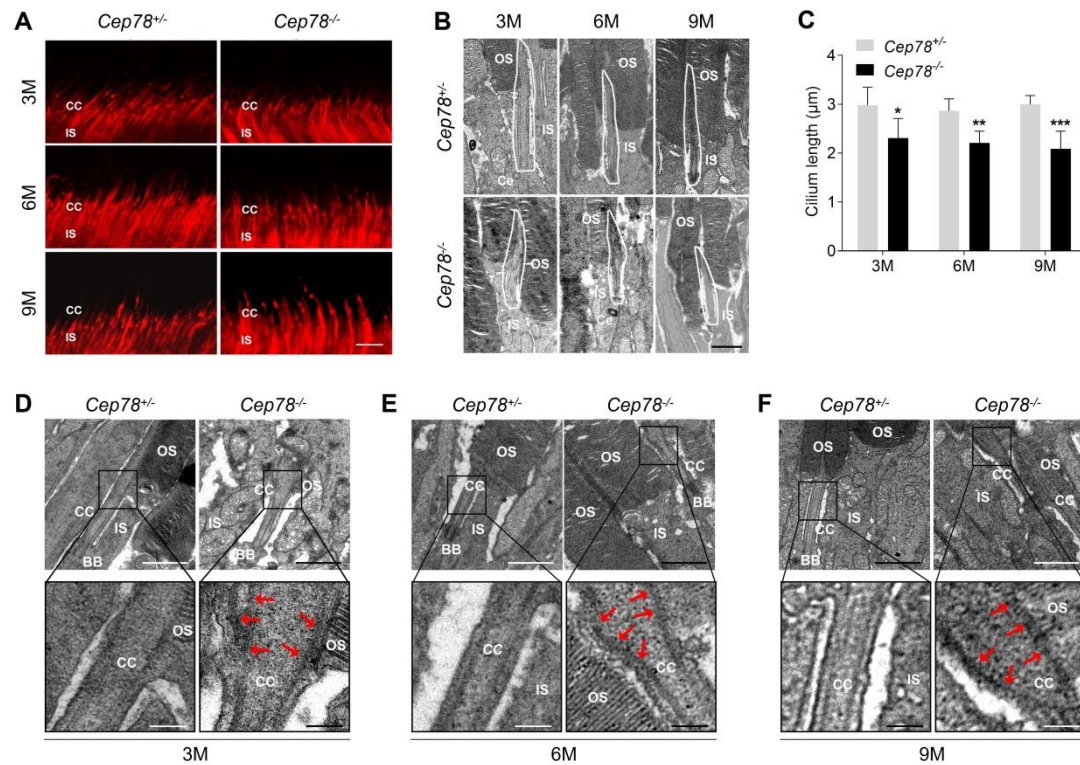 A
Cep78+/-
Cep78-/-
3M
CC
IS
CC
IS
6M
CC
IS
CC
IS
9M
CC
IS
CC
IS
B
3M
6M
9M
Cep78+/-
OS
IS
Ce
OS
IS
OS
IS
Cep78-/-
OS
IS
OS
IS
Ce
OS
IS
C
Cep78+/-
Cep78-/-
Cilium length (μm)
4
3
2
1
0
*
**
***
3M
6M
9M
D
Cep78+/-
Cep78-/-
OS
CC
IS
BB
CC
OS
IS
BB
OS
CC
OS
CC
3M
E
Cep78+/-
Cep78-/-
OS
CC
IS
BB
OS
CC
BB
IS
CC
IS
OS
CC
6M
F
Cep78+/-
Cep78-/-
OS
OS
IS
CC
OS
CC
IS
CC
CC
IS
OS
CC
9M